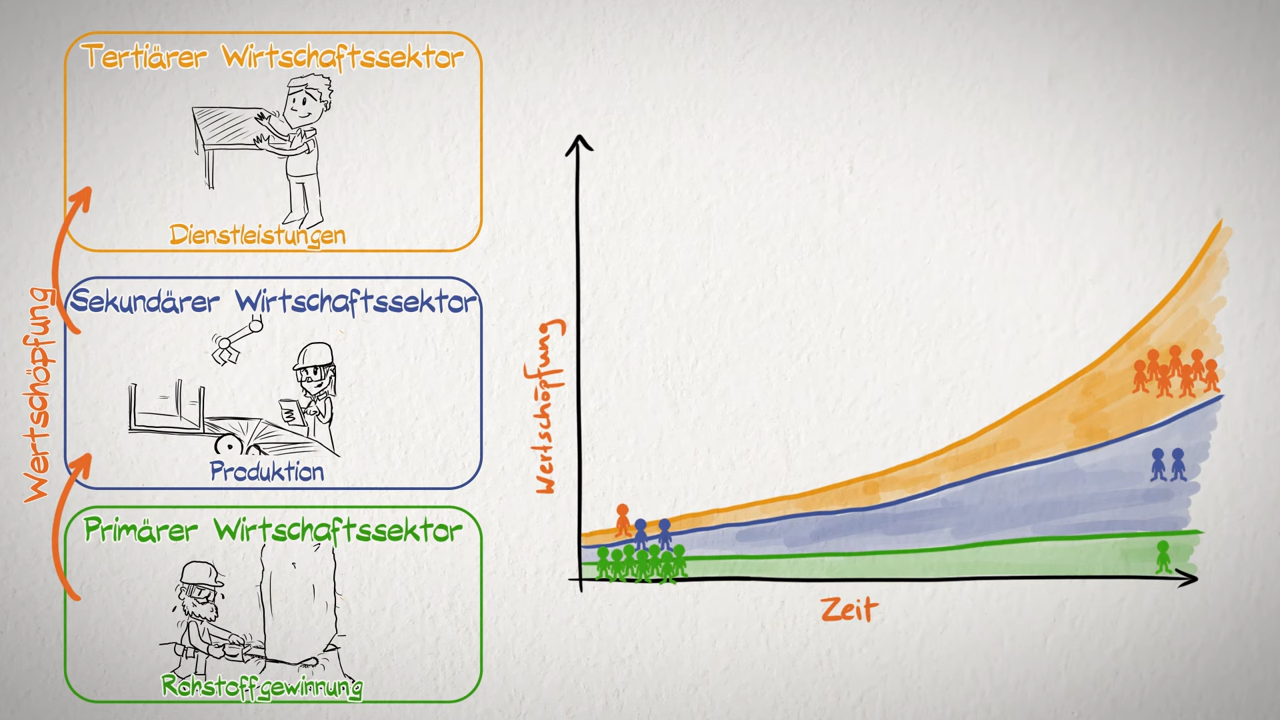 Tertiärer Wirtschaftssektor
Dienstleistungen
Wertschöpfung
Sekundärer Wirtschaftssektor
Produktion
Primärer Wirtschaftssektor
Rohstoffgewinnung
Wertschöpfung
Zeit